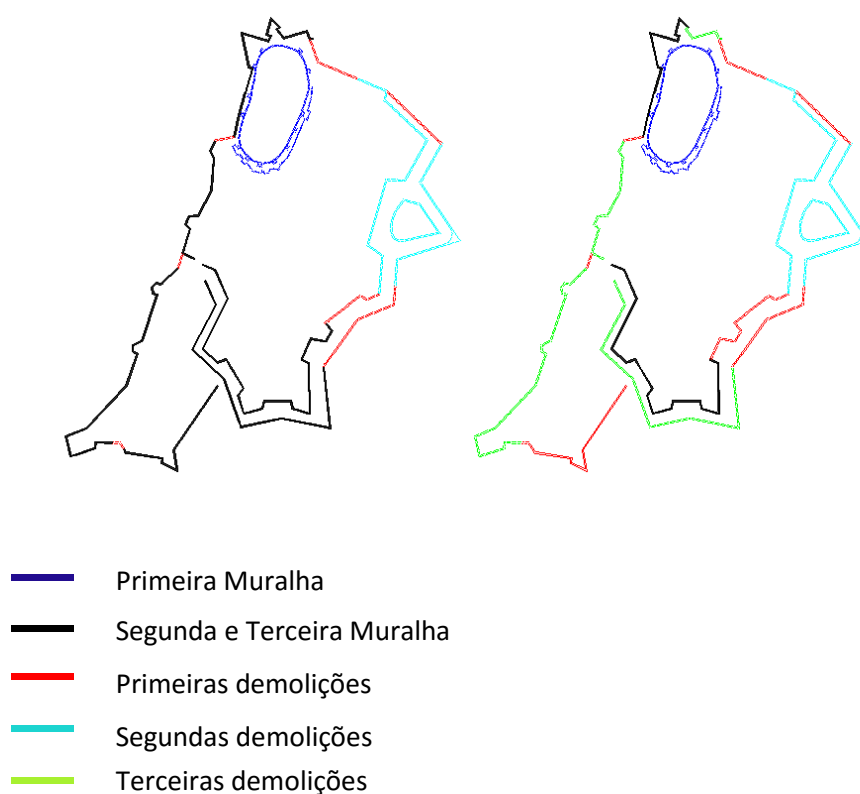 Primeira Muralha
Segunda e Terceira Muralha
Primeiras demolições
Segundas demolições
Terceiras demolições